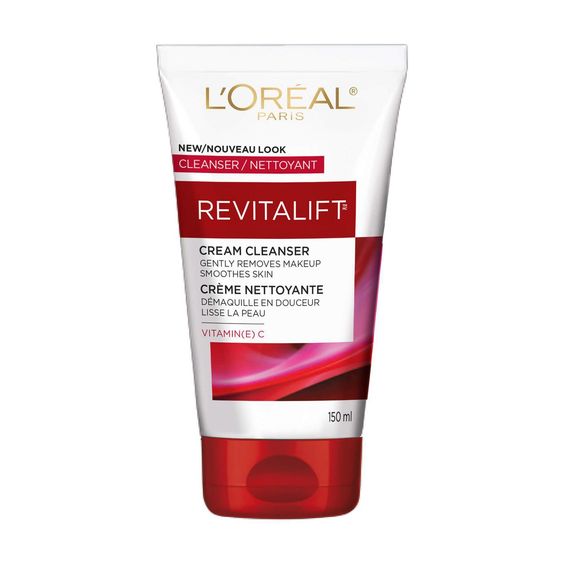 L'ORÉAL®
PARIS
NEW/NOUVEAU LOOK
CLEANSER / NETTOYANT
REVITALIFT
CREAM CLEANSER
GENTLY REMOVES MAKEUP
SMOOTHES SKIN
CRÈME NETTOYANTE
DÉMAQUILLE EN DOUCEUR
LISSE LA PEAU
VITAMIN(E) C
150 ml